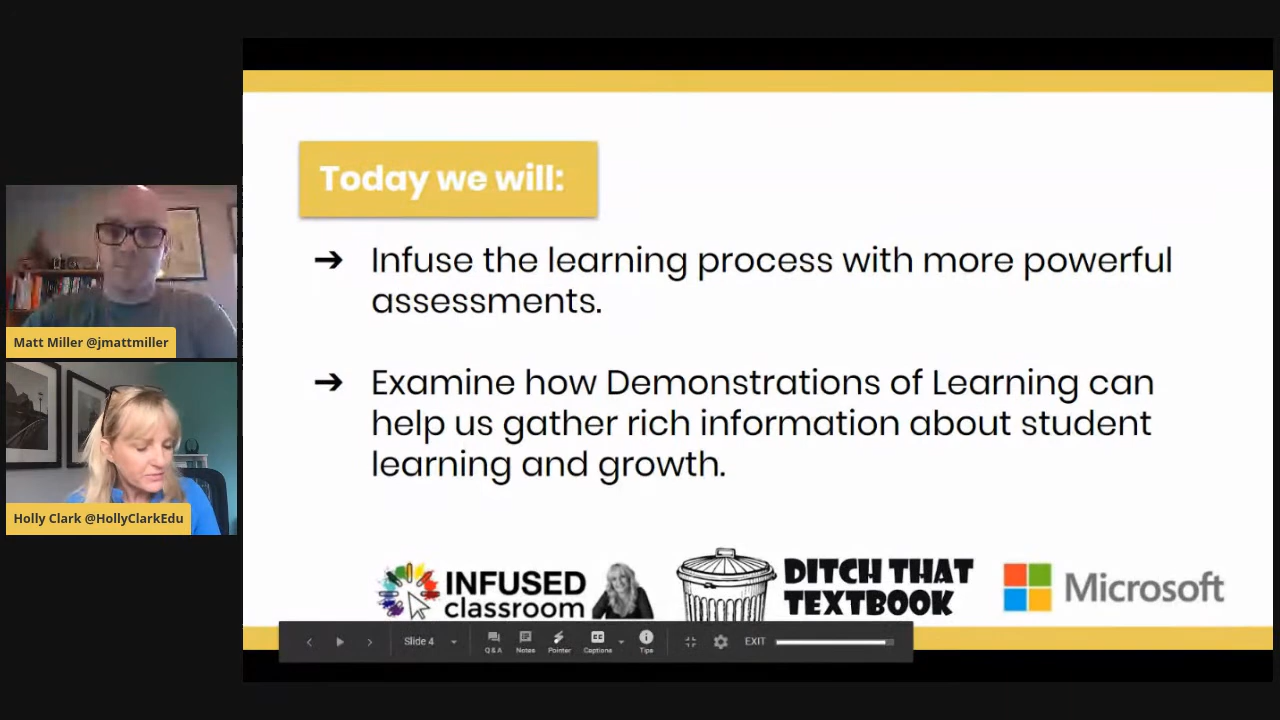 Today we will:
➔ Infuse the learning process with more powerful
assessments.
➔ Examine how Demonstrations of Learning can
help us gather rich information about student
learning and growth.
Matt Miller @jmattmiller
Holly Clark @HollyClarkEdu
INFUSED
classroom
DITCH THAT
TEXTBOOK
Microsoft
Slide 4
Q & A
Notes
Pointer
Captions
Tips
EXIT